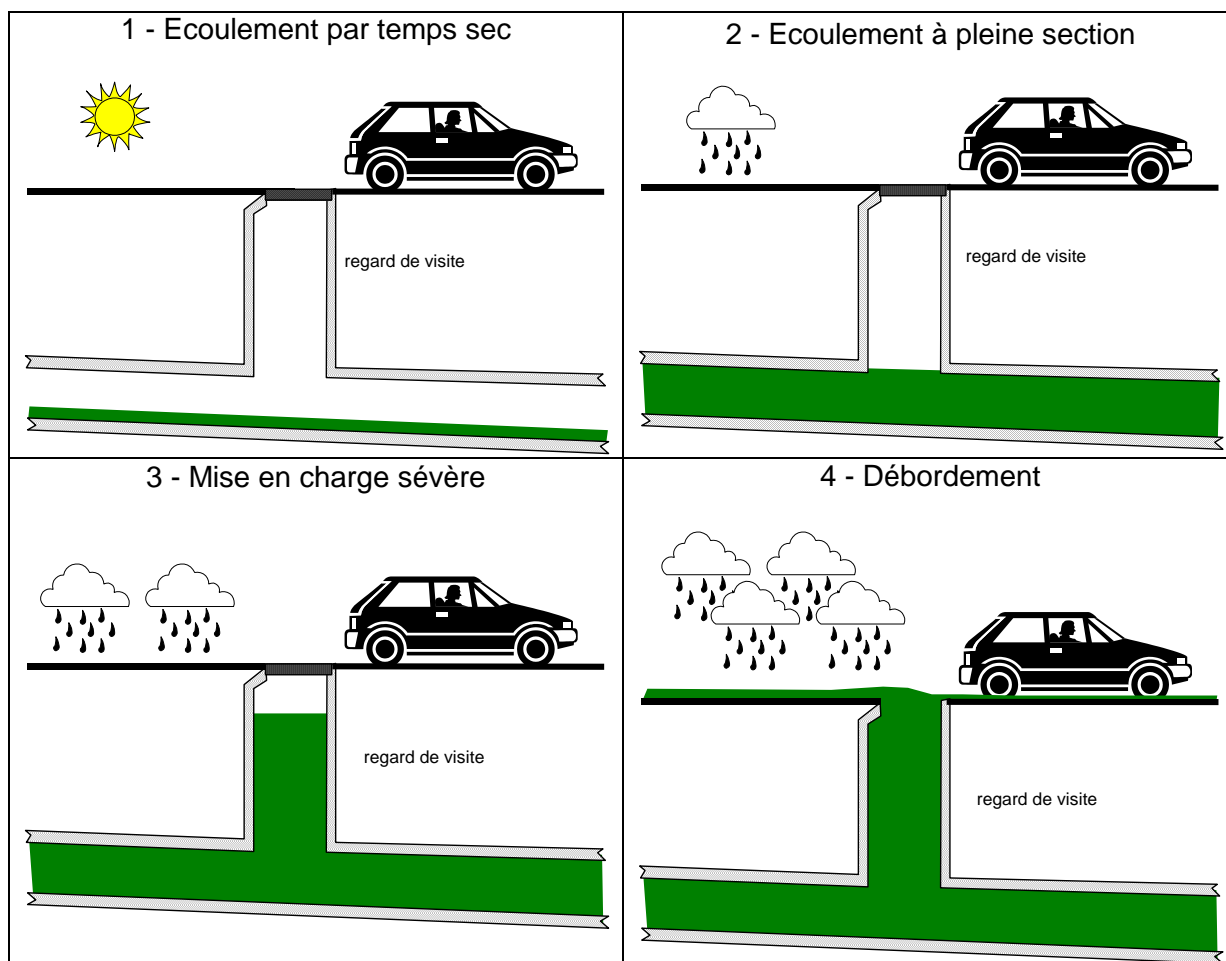 1 - Ecoulement par temps sec
regard de visite
2 - Ecoulement à pleine section
regard de visite
3 - Mise en charge sévère
regard de visite
4 - Débordement
regard de visite